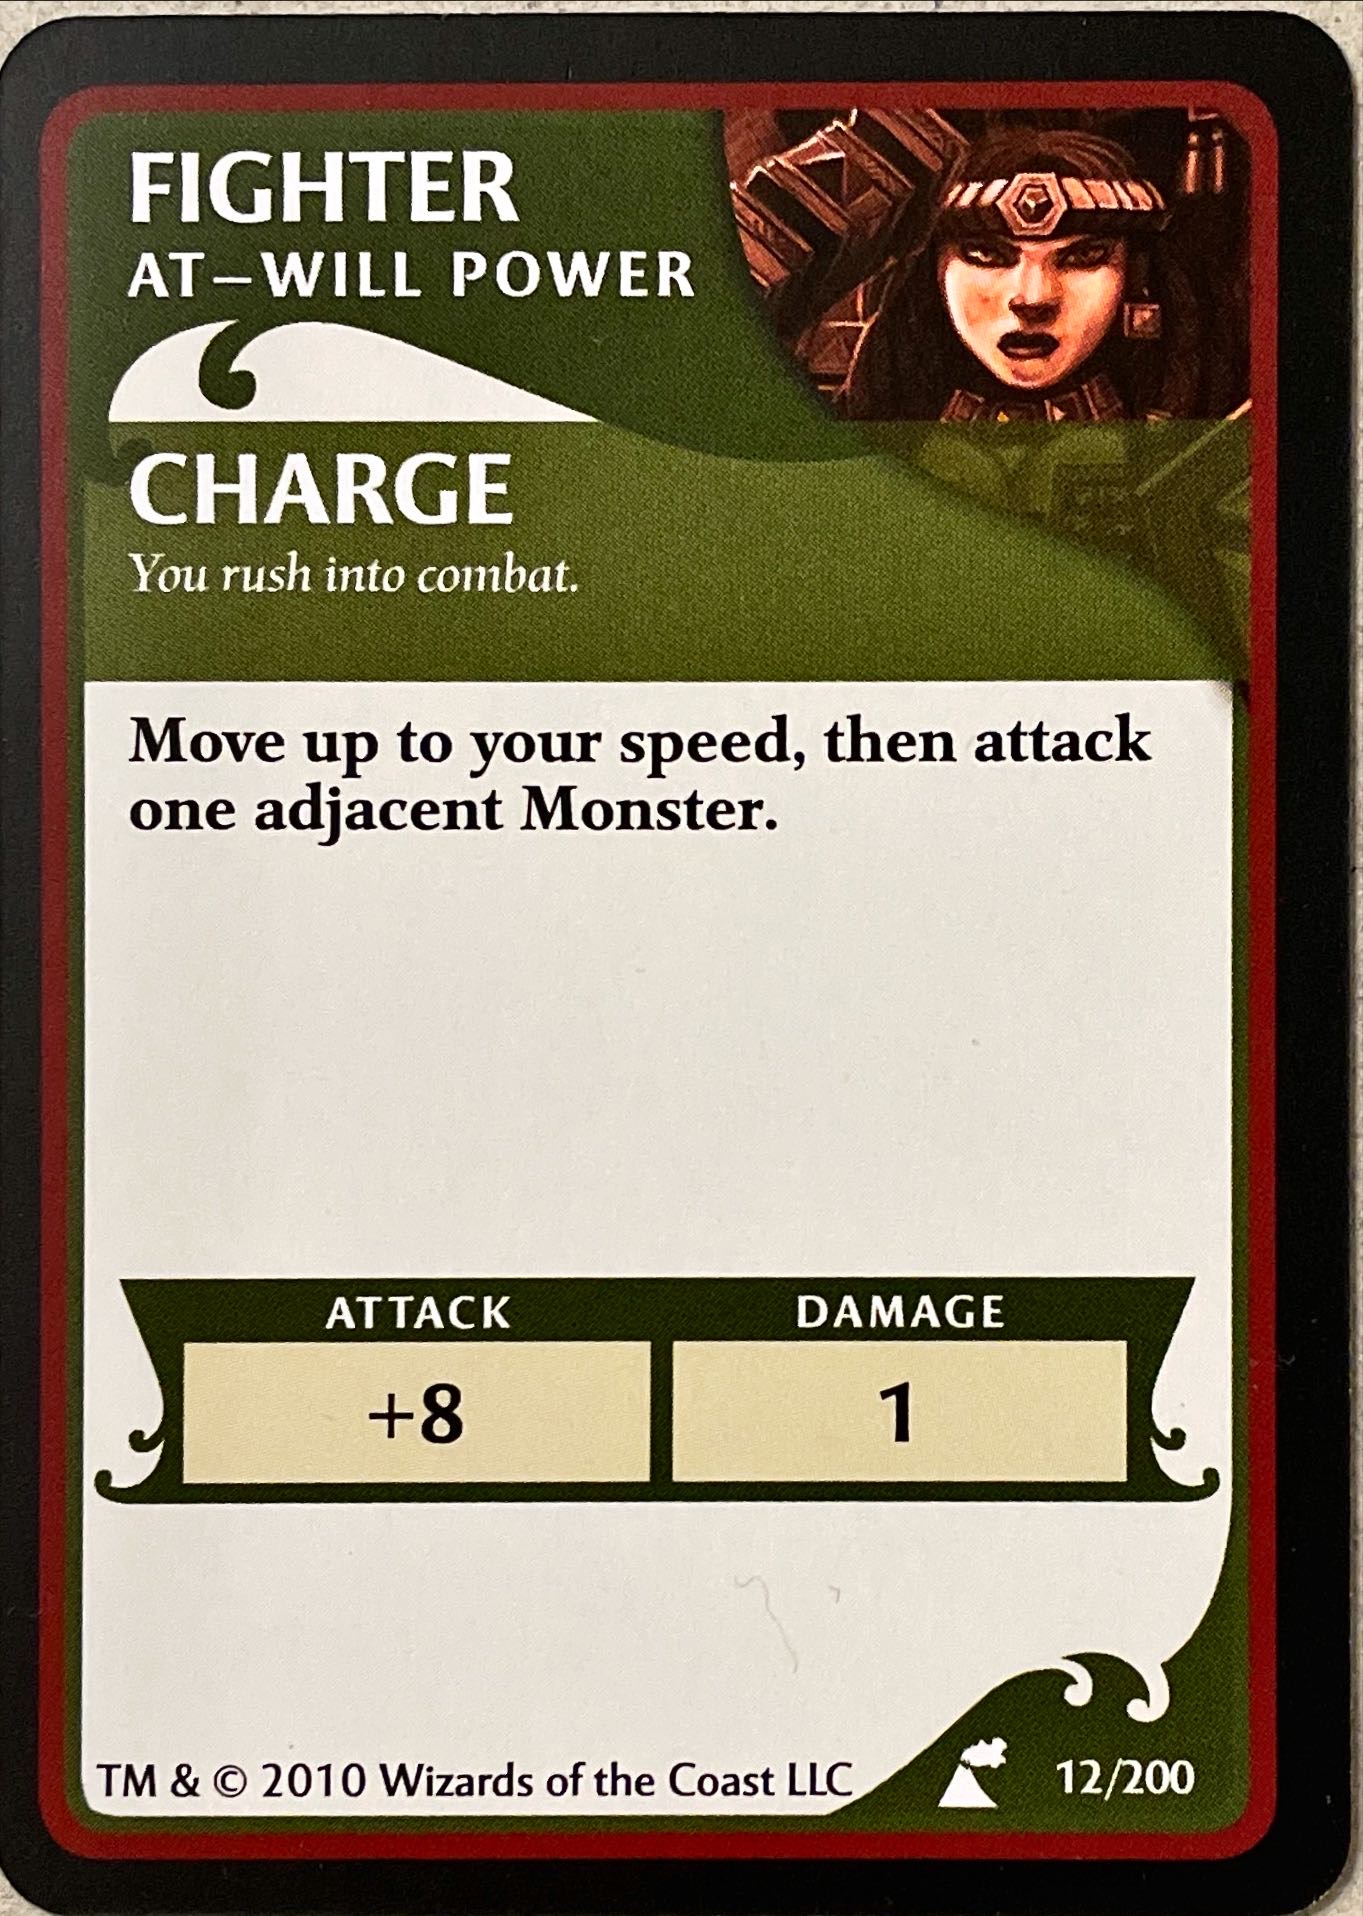 FIGHTER
AT–WILL POWER
CHARGE
You rush into combat.
Move up to your speed, then attack
one adjacent Monster.
ATTACK DAMAGE
+8 1
TM & © 2010 Wizards of the Coast LLC 12/200